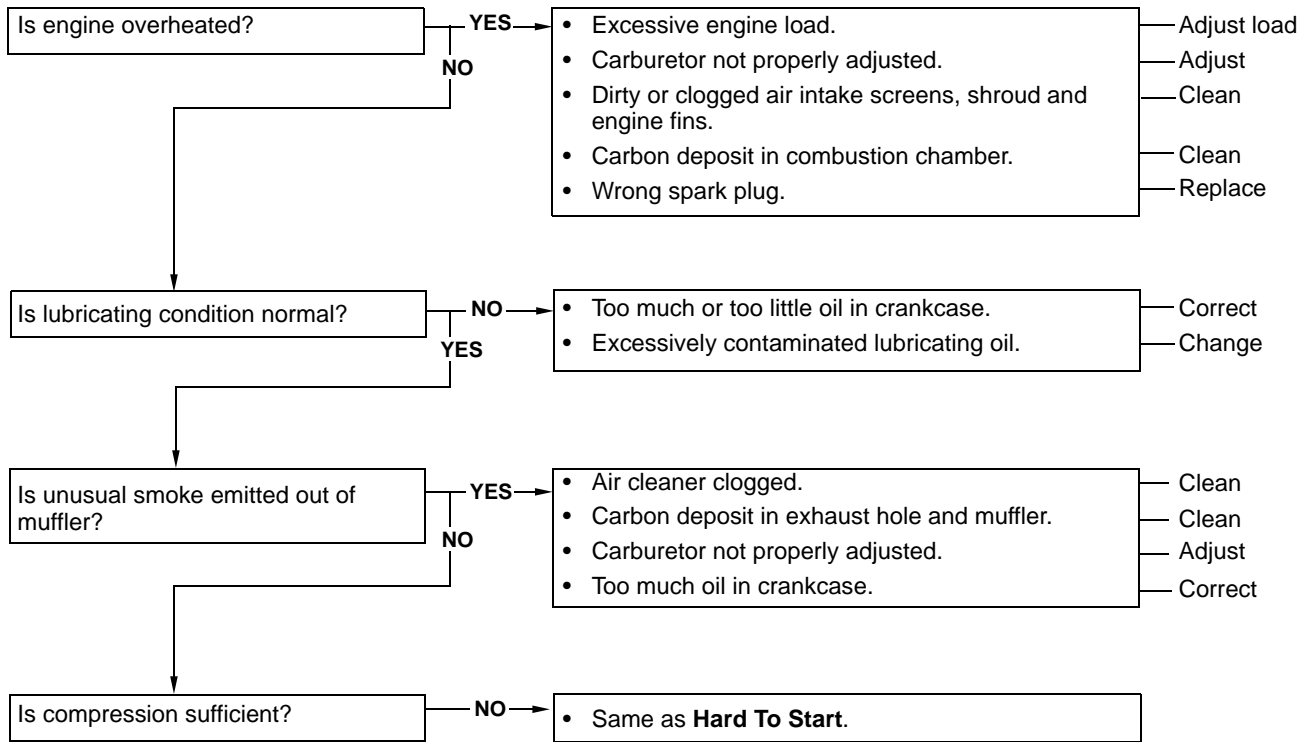 Is engine overheated?
YES
NO
• Excessive engine load.
Adjust load
• Carburetor not properly adjusted.
Adjust
• Dirty or clogged air intake screens, shroud and
engine fins.
Clean
• Carbon deposit in combustion chamber.
Clean
• Wrong spark plug.
Replace
Is lubricating condition normal?
NO
YES
• Too much or too little oil in crankcase.
Correct
• Excessively contaminated lubricating oil.
Change
Is unusual smoke emitted out of
muffler?
YES
NO
• Air cleaner clogged.
Clean
• Carbon deposit in exhaust hole and muffler.
Clean
• Carburetor not properly adjusted.
Adjust
• Too much oil in crankcase.
Correct
Is compression sufficient?
NO
• Same as Hard To Start.